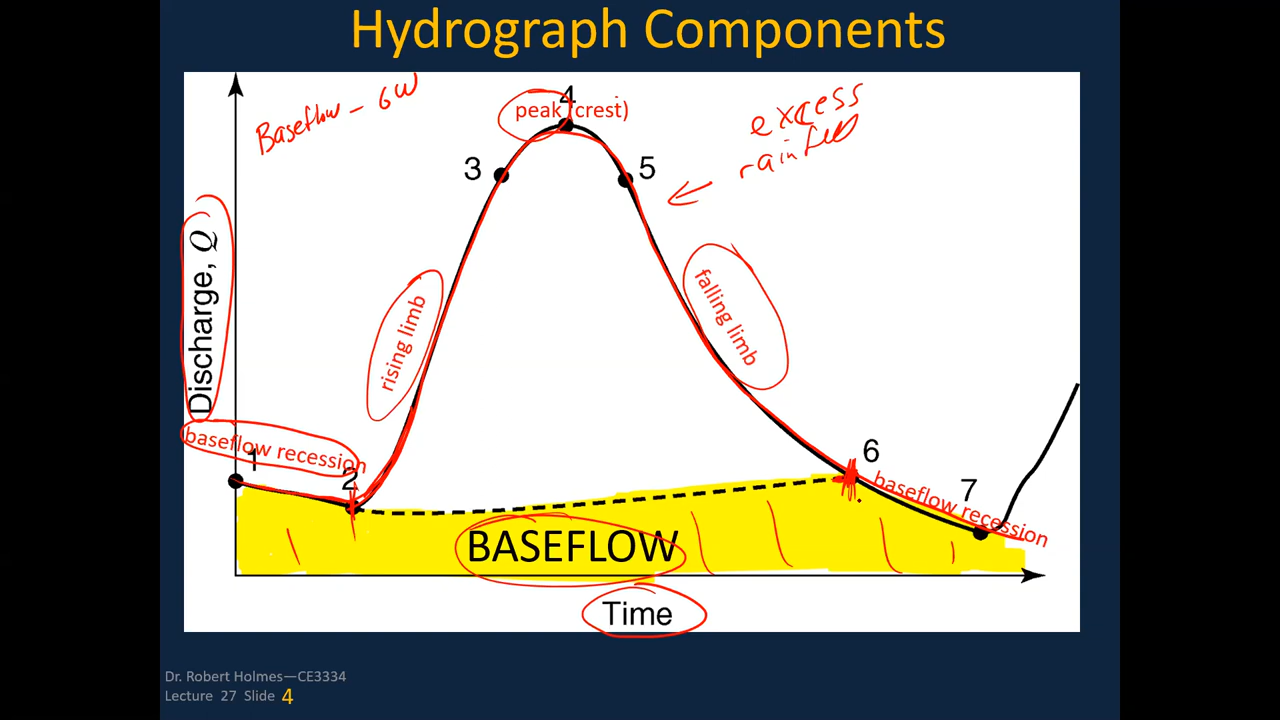 Hydrograph Components
Baseflow - GW
4
peak (crest)
excess
rainfall
3
5
Discharge, Q
rising limb
falling limb
baseflow recession
1
2
6
baseflow recession
7
BASEFLOW
Time
Dr. Robert Holmes—CE3334
Lecture 27 Slide 4